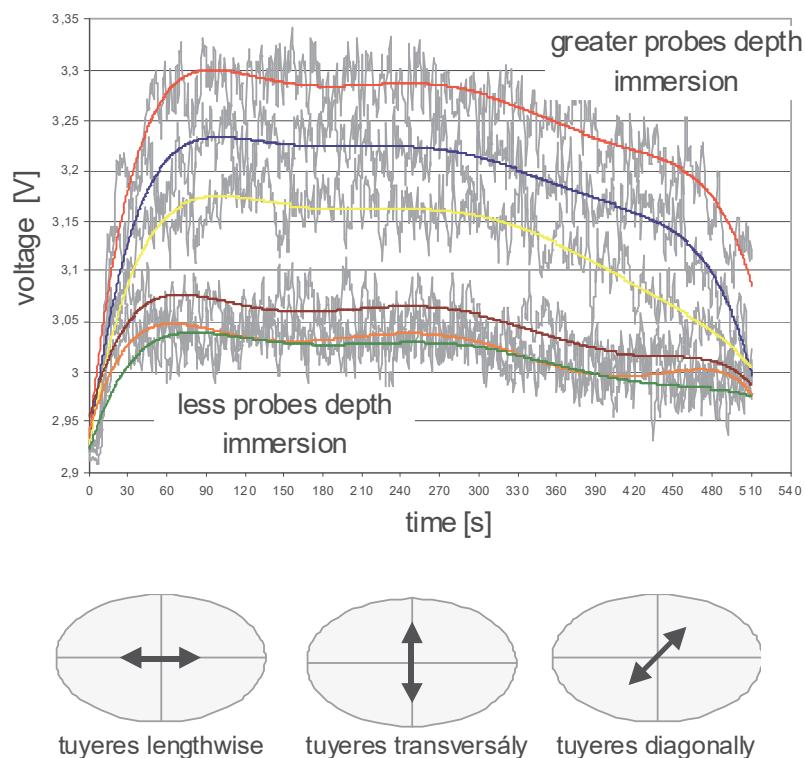 3,35
3,3
3,25
3,2
3,15
3,1
3,05
3
2,95
2,9
voltage [V]
greater probes depth
immersion
less probes depth
immersion
0 30 60 90 120 150 180 210 240 270 300 330 360 390 420 450 480 510 540
time [s]
tuyeres lengthwise tuyeres transversály tuyeres diagonally